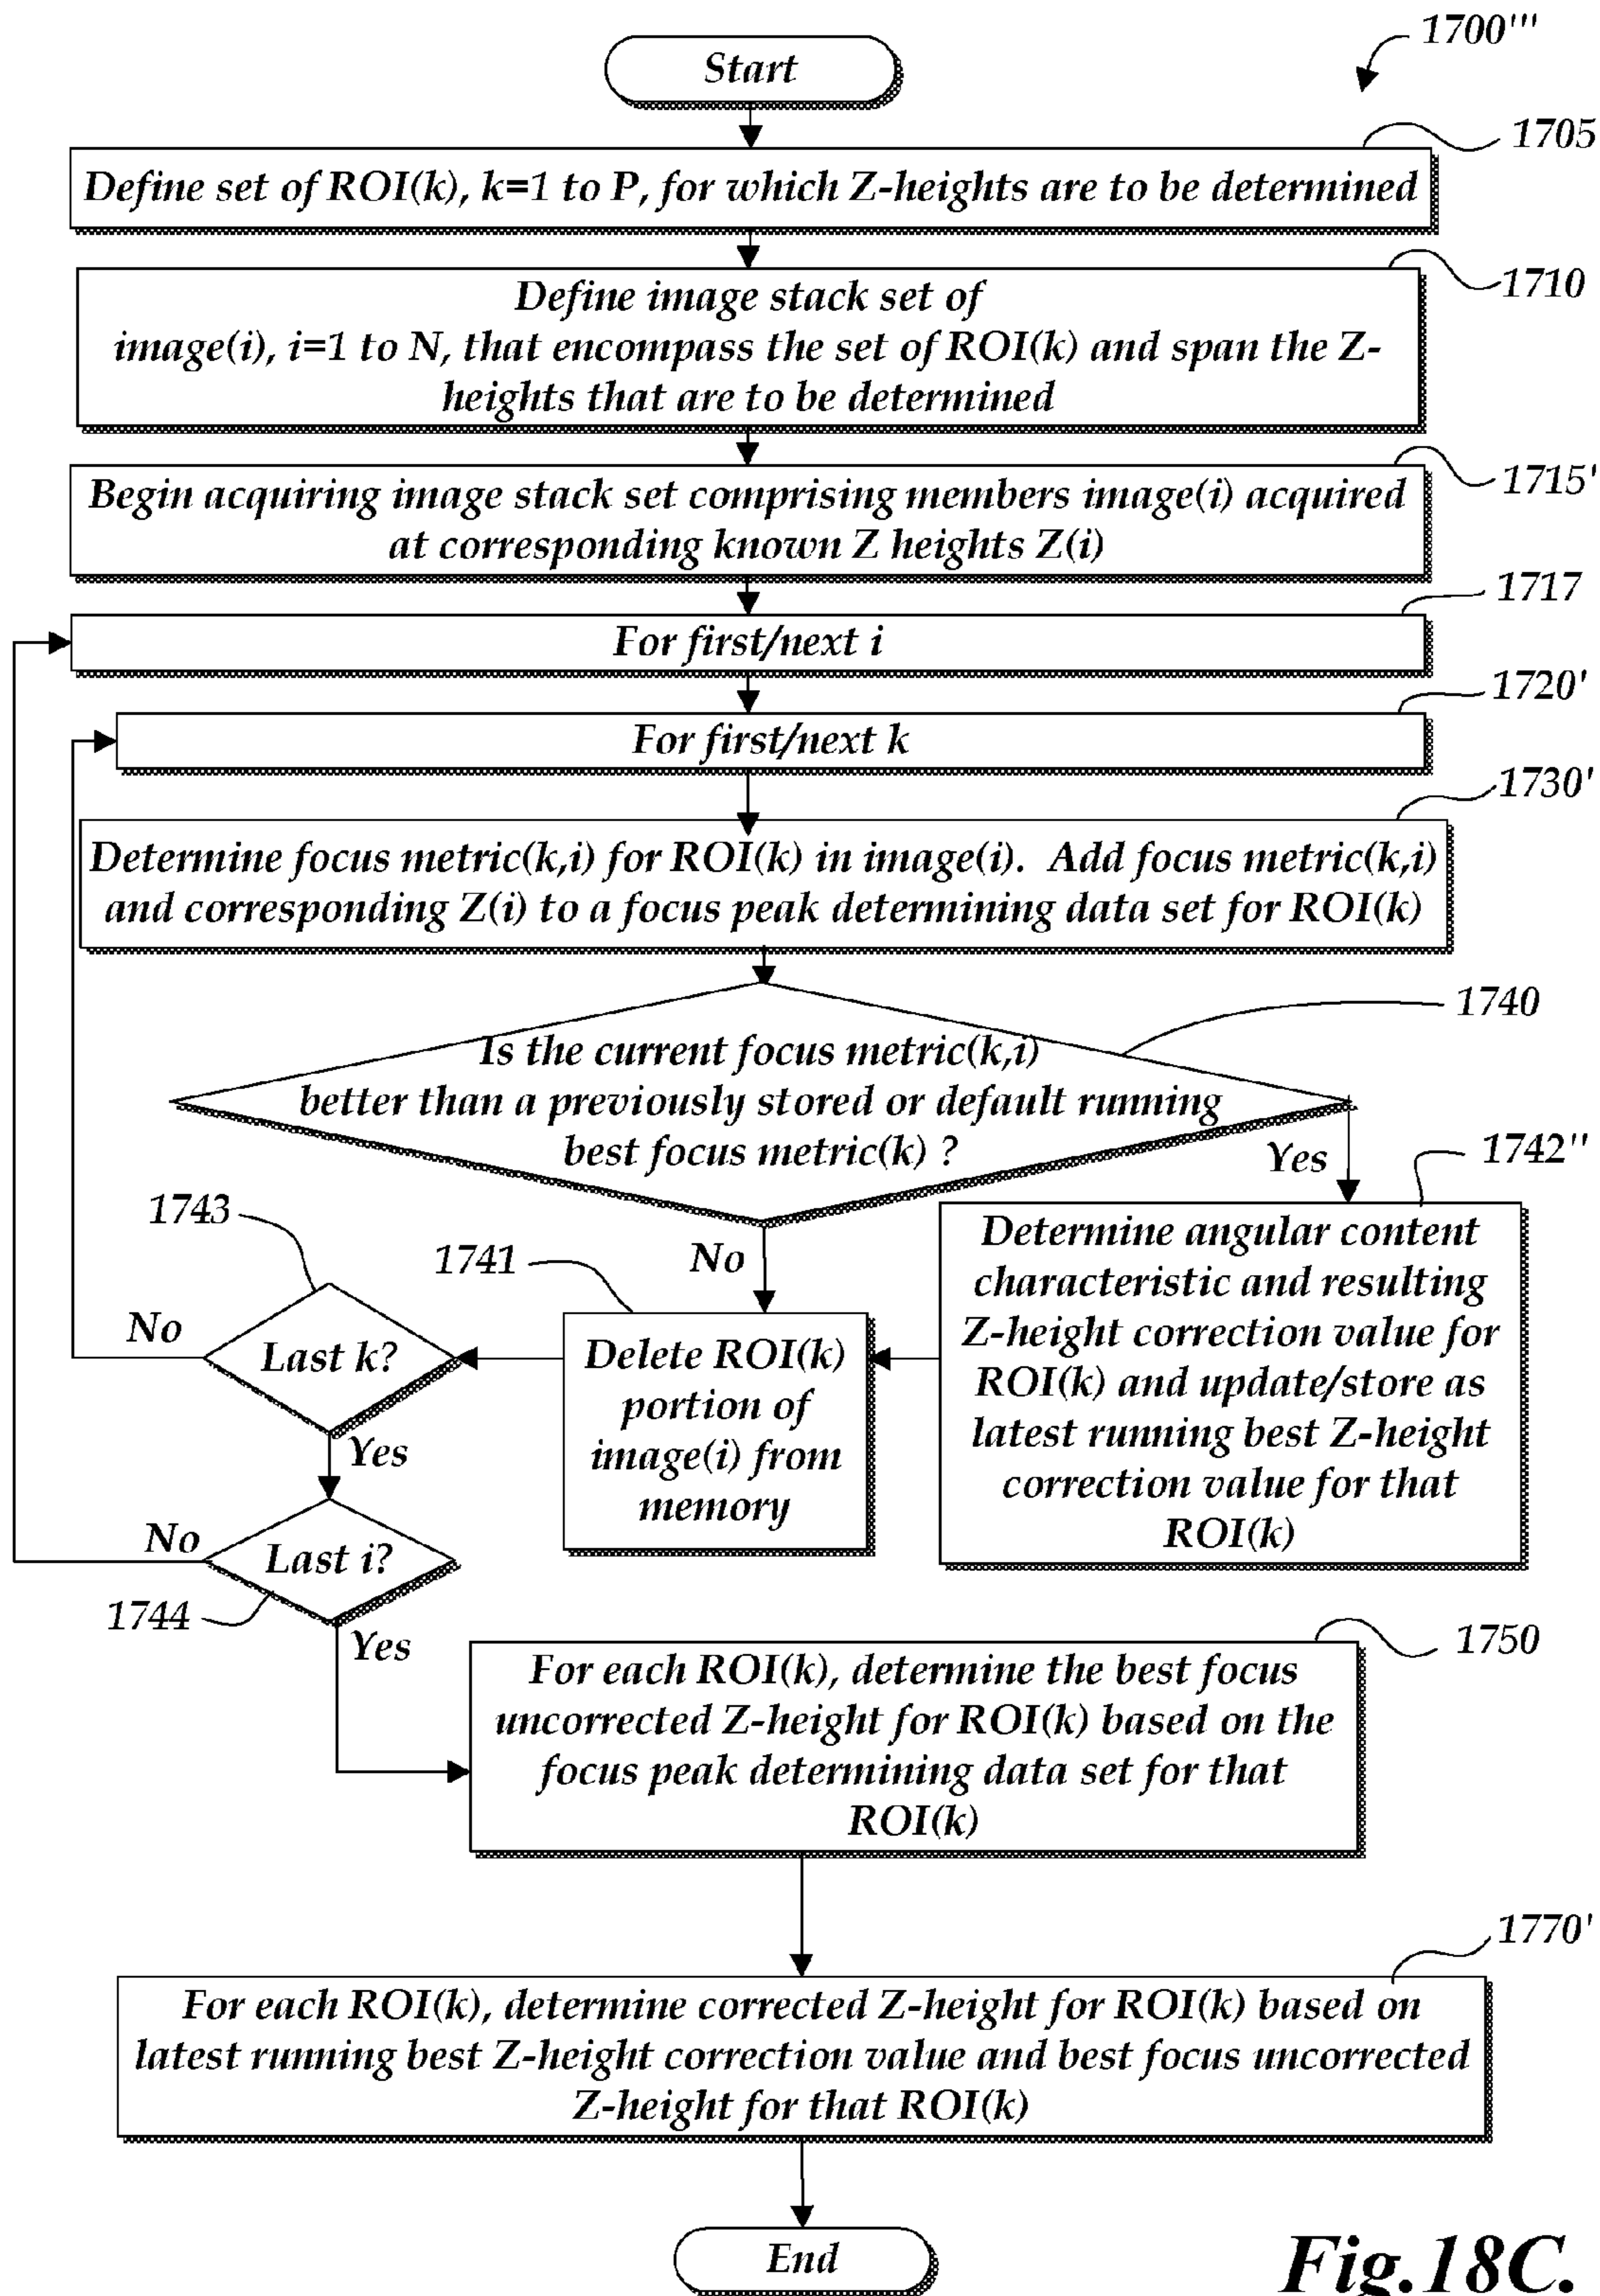 1700'''
Start
1705
Define set of ROI(k), k=1 to P, for which Z-heights are to be determined
1710
Define image stack set of
image(i), i=1 to N, that encompass the set of ROI(k) and span the Z-
heights that are to be determined
1715'
Begin acquiring image stack set comprising members image(i) acquired
at corresponding known Z heights Z(i)
1717
For first/next i
1720'
For first/next k
1730'
Determine focus metric(k,i) for ROI(k) in image(i). Add focus metric(k,i)
and corresponding Z(i) to a focus peak determining data set for ROI(k)
1740
Is the current focus metric(k,i)
better than a previously stored or default running
best focus metric(k) ?
Yes
1742''
No
Determine angular content
characteristic and resulting
Z-height correction value for
ROI(k) and update/store as
latest running best Z-height
correction value for that
ROI(k)
1741
Delete ROI(k)
portion of
image(i) from
memory
1743
No
Last k?
Yes
No
Last i?
1744
Yes
1750
For each ROI(k), determine the best focus
uncorrected Z-height for ROI(k) based on the
focus peak determining data set for that
ROI(k)
1770'
For each ROI(k), determine corrected Z-height for ROI(k) based on
latest running best Z-height correction value and best focus uncorrected
Z-height for that ROI(k)
End
Fig.18C.